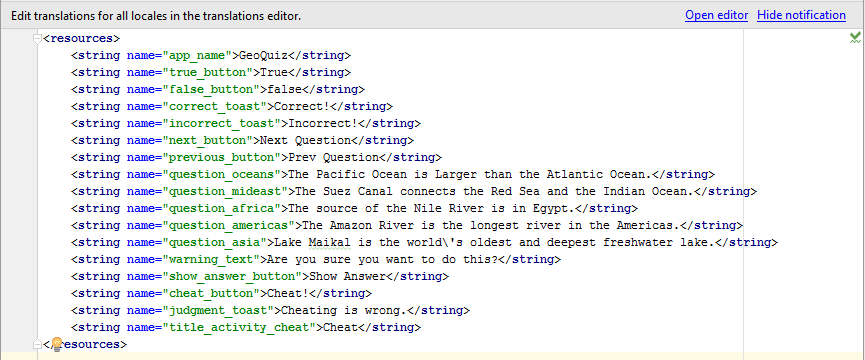 Edit translations for all locales in the translations editor. Open editor Hide notification
<resources>
<string name="app_name">GeoQuiz</string>
<string name="true_button">True</string>
<string name="false_button">false</string>
<string name="correct_toast">Correct!</string>
<string name="incorrect_toast">Incorrect!</string>
<string name="next_button">Next Question</string>
<string name="previous_button">Prev Question</string>
<string name="question_oceans">The Pacific Ocean is Larger than the Atlantic Ocean.</string>
<string name="question_mideast">The Suez Canal connects the Red Sea and the Indian Ocean.</string>
<string name="question_africa">The source of the Nile River is in Egypt.</string>
<string name="question_americas">The Amazon River is the longest river in the Americas.</string>
<string name="question_asia">Lake Maikal is the world\'s oldest and deepest freshwater lake.</string>
<string name="warning_text">Are you sure you want to do this?</string>
<string name="show_answer_button">Show Answer</string>
<string name="cheat_button">Cheat!</string>
<string name="judgment_toast">Cheating is wrong.</string>
<string name="title_activity_cheat">Cheat</string>
</resources>